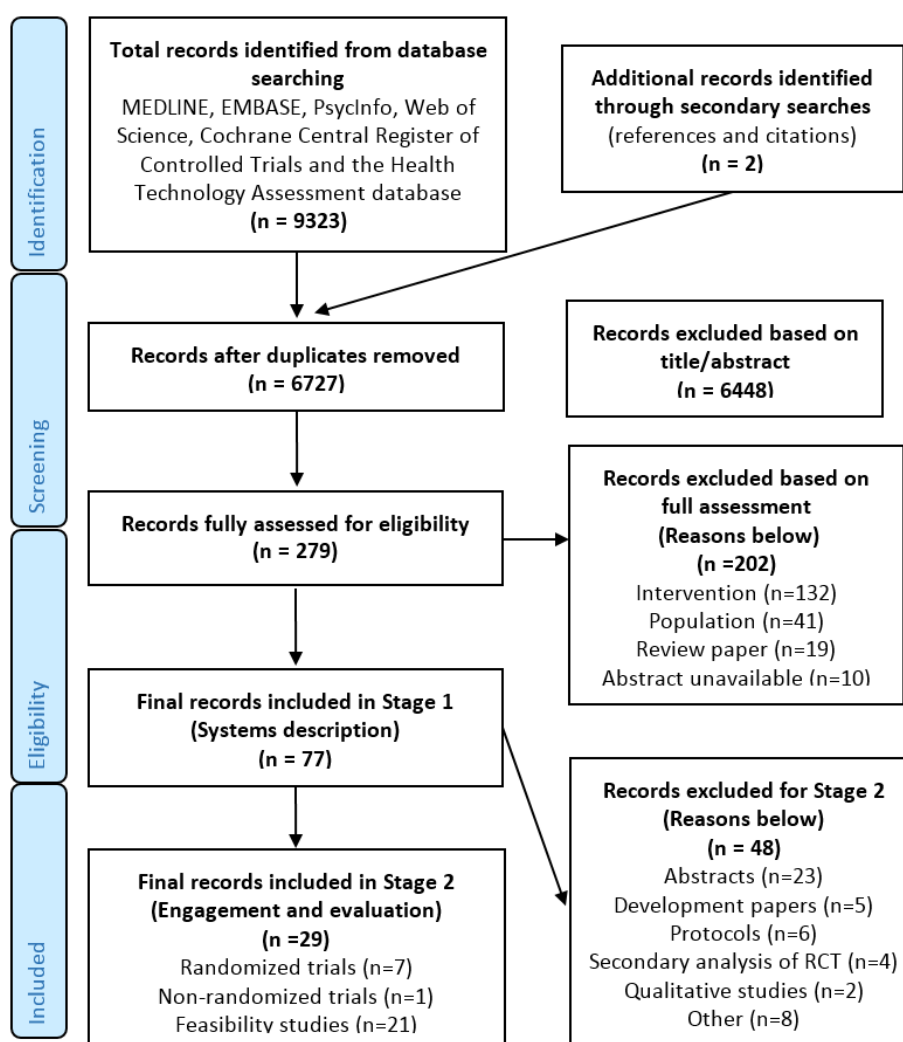 Identification
Total records identified from database
searching
MEDLINE, EMBASE, PsycInfo, Web of
Science, Cochrane Central Register of
Controlled Trials and the Health
Technology Assessment database
(n = 9323)
Additional records identified
through secondary searches
(references and citations)
(n = 2)
Screening
Records after duplicates removed
(n = 6727)
Records excluded based on
title/abstract
(n = 6448)
Records fully assessed for eligibility
(n = 279)
Records excluded based on
full assessment
(Reasons below)
(n =202)
Intervention (n=132)
Population (n=41)
Review paper (n=19)
Abstract unavailable (n=10)
Eligibility
Final records included in Stage 1
(Systems description)
(n = 77)
Records excluded for Stage 2
(Reasons below)
(n = 48)
Abstracts (n=23)
Development papers (n=5)
Protocols (n=6)
Secondary analysis of RCT (n=4)
Qualitative studies (n=2)
Other (n=8)
Included
Final records included in Stage 2
(Engagement and evaluation)
(n =29)
Randomized trials (n=7)
Non-randomized trials (n=1)
Feasibility studies (n=21)